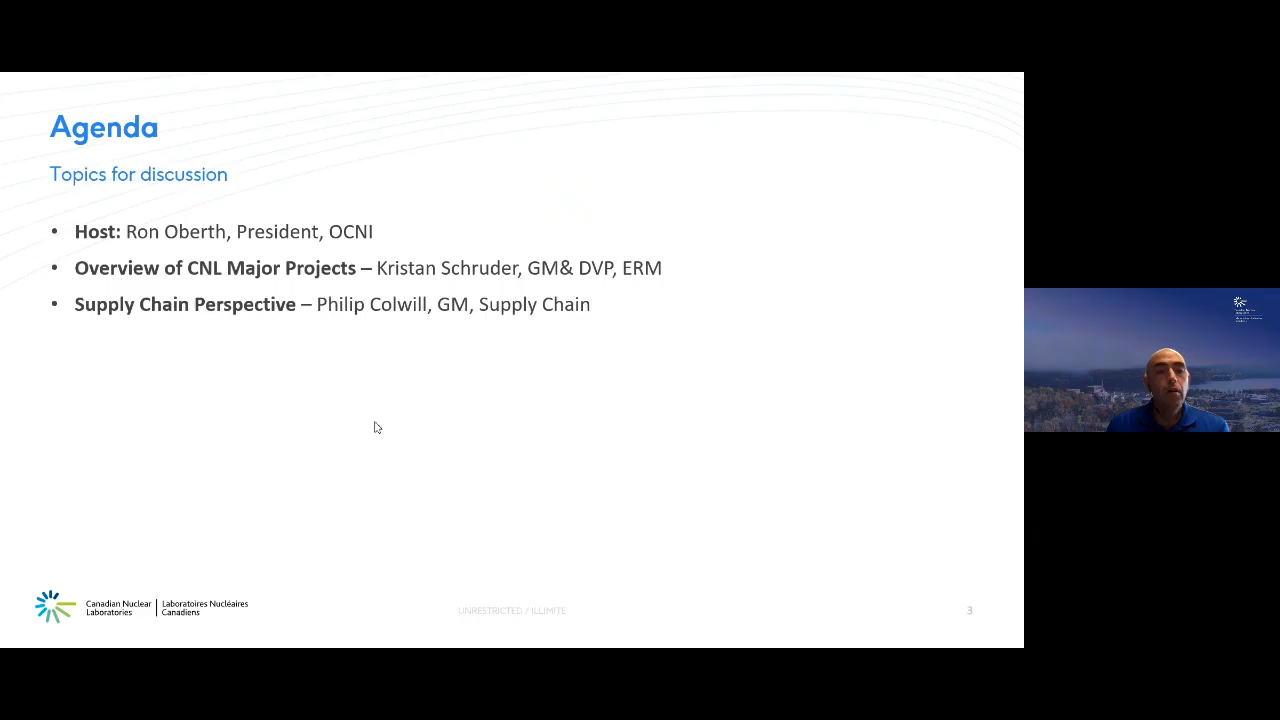 Agenda
Topics for discussion
• Host: Ron Oberth, President, OCNI
• Overview of CNL Major Projects – Kristan Schruder, GM& DVP, ERM
• Supply Chain Perspective – Philip Colwill, GM, Supply Chain
Canadian Nuclear Laboratories | Laboratoires Nucléaires Canadiens
UNRESTRICTED / ILLIMITÉ
3